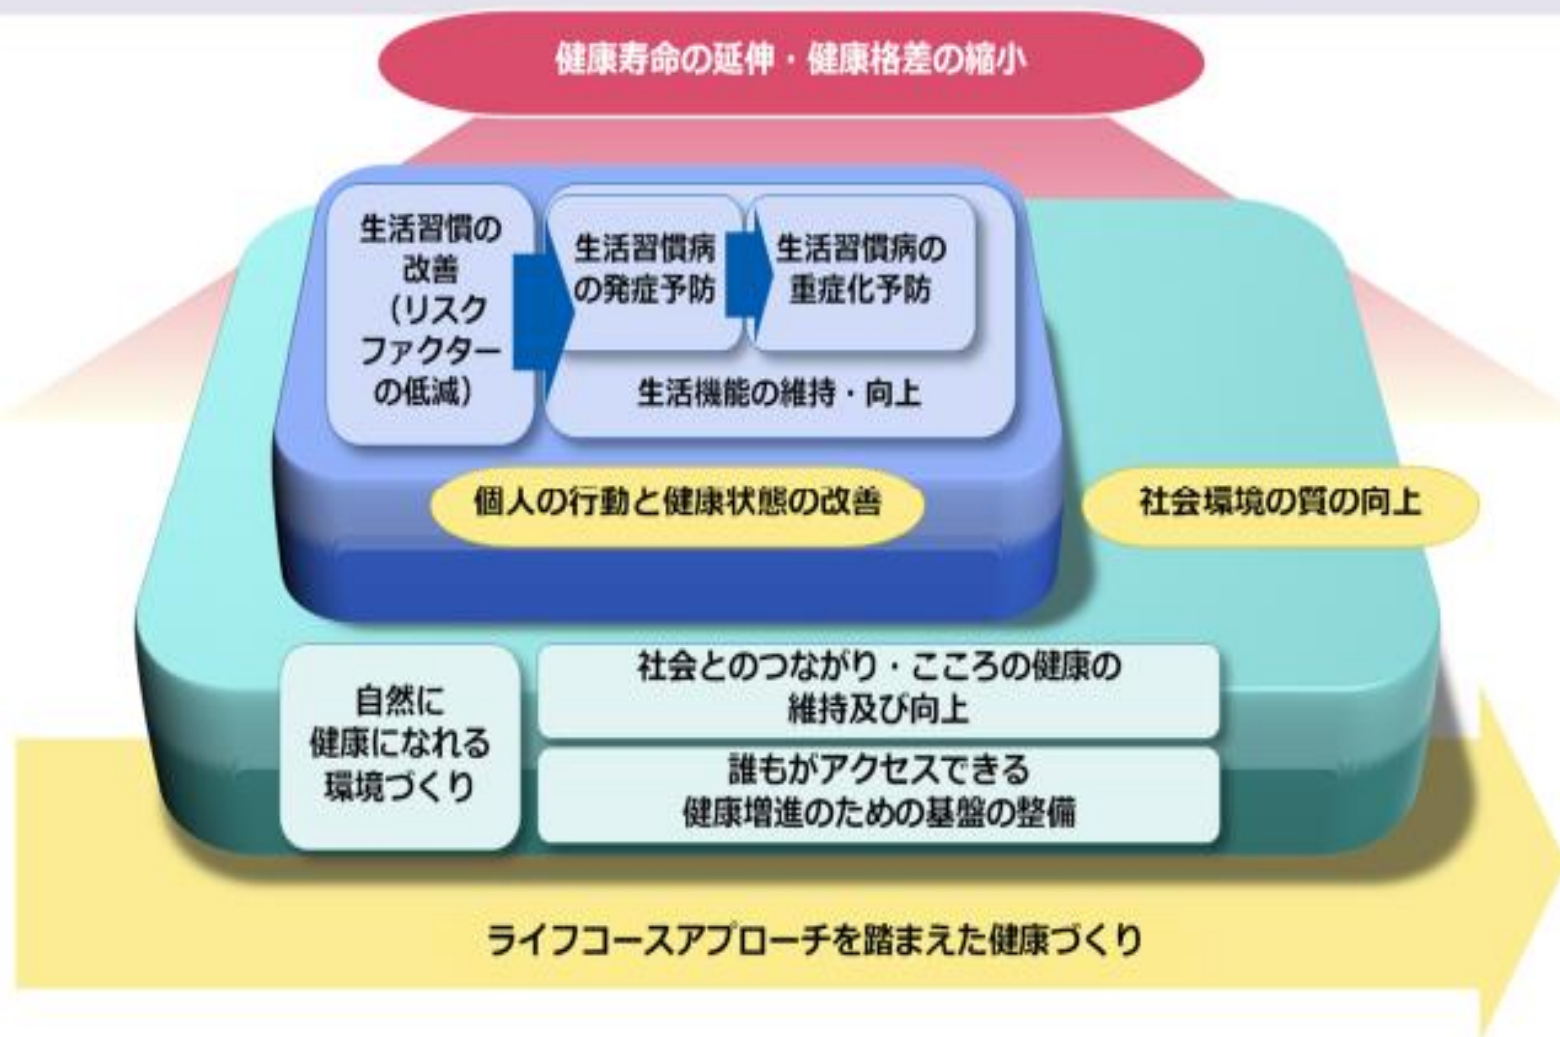 健康寿命の延伸・健康格差の縮小
生活習慣の
改善
（リスク
ファクター
の低減）
生活習慣病
の発症予防
生活習慣病の
重症化予防
生活機能の維持・向上
個人の行動と健康状態の改善
社会環境の質の向上
自然に
健康になれる
環境づくり
社会とのつながり・こころの健康の
維持及び向上
誰もがアクセスできる
健康増進のための基盤の整備
ライフコースアプローチを踏まえた健康づくり